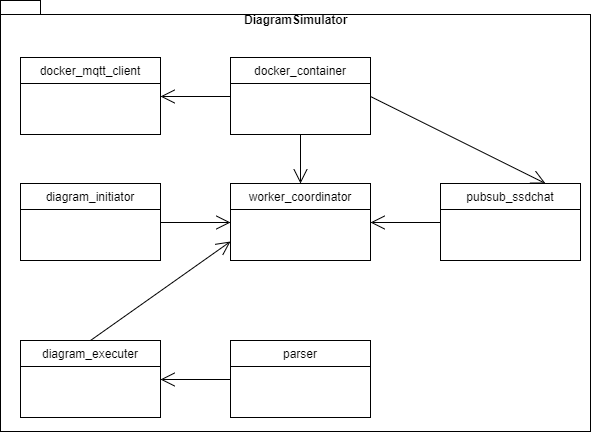 DiagramSimulator
docker_mqtt_client
docker_container
diagram_initiator
worker_coordinator
pubsub_ssdchat
diagram_executer
parser